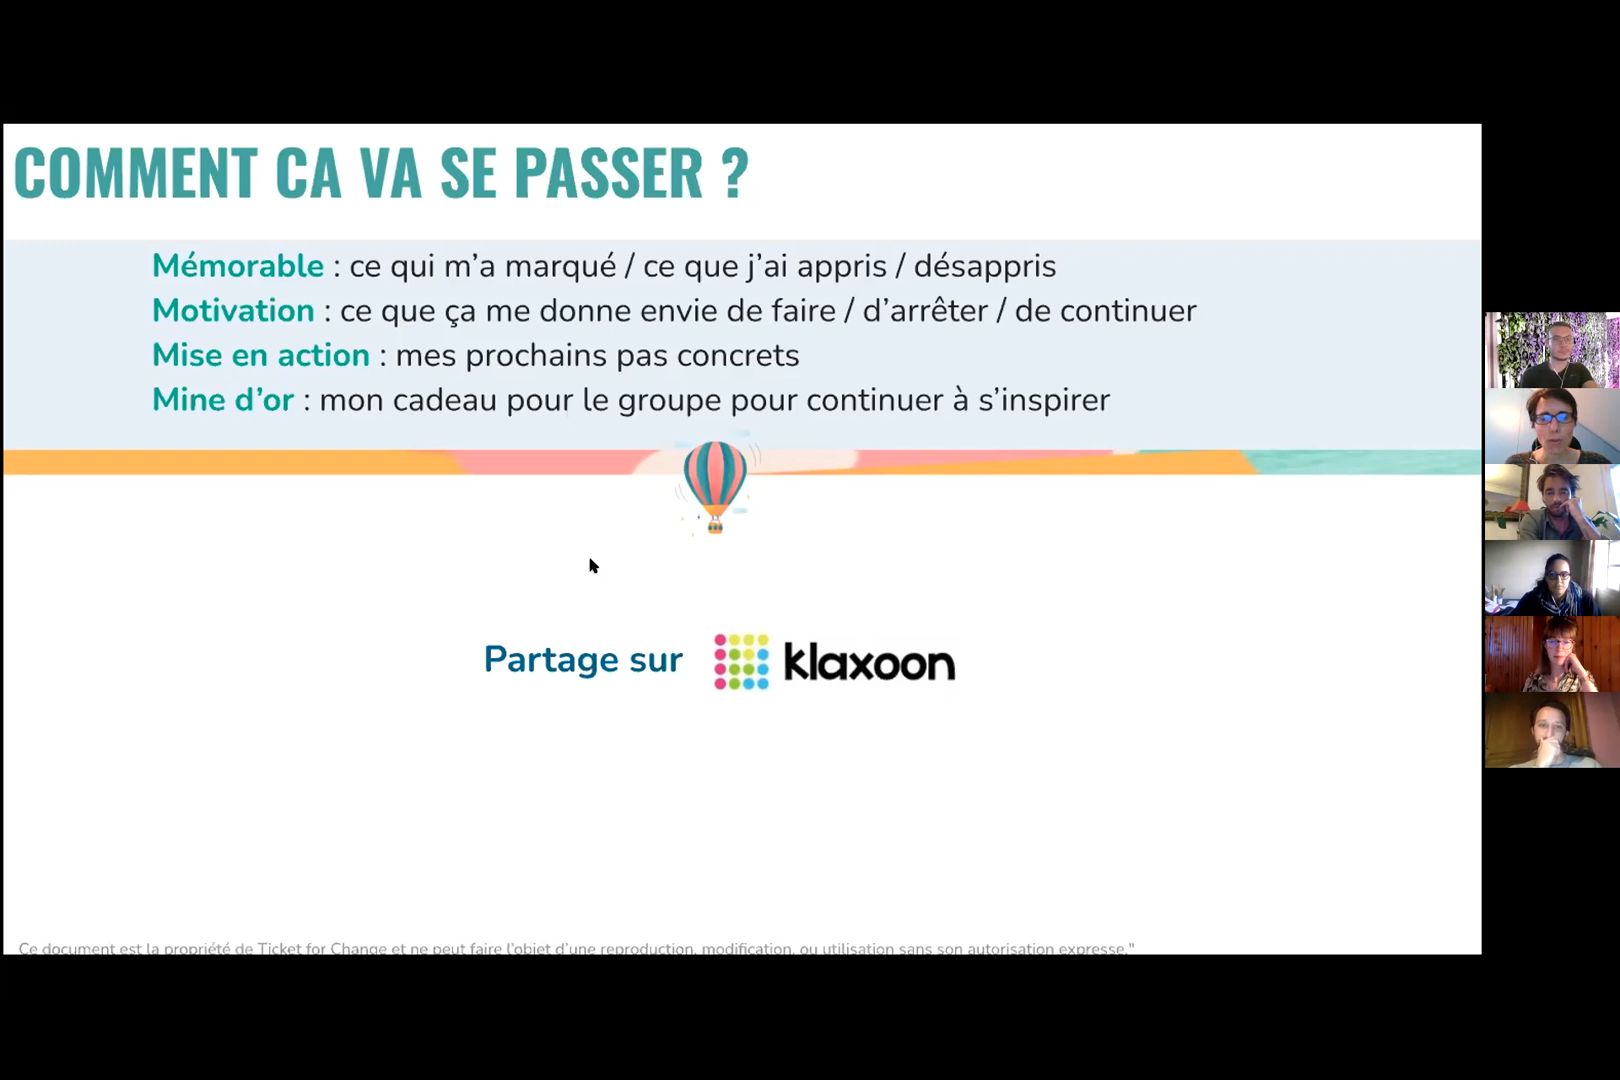 COMMENT CA VA SE PASSER ?
Mémorable : ce qui m’a marqué / ce que j’ai appris / désappris
Motivation : ce que ça me donne envie de faire / d’arrêter / de continuer
Mise en action : mes prochains pas concrets
Mine d’or : mon cadeau pour le groupe pour continuer à s’inspirer
Partage sur klaxoon
Ce document est la propriété de Ticket for Change et ne peut faire l'objet d’une reproduction, modification, ou utilisation sans son autorisation expresse."